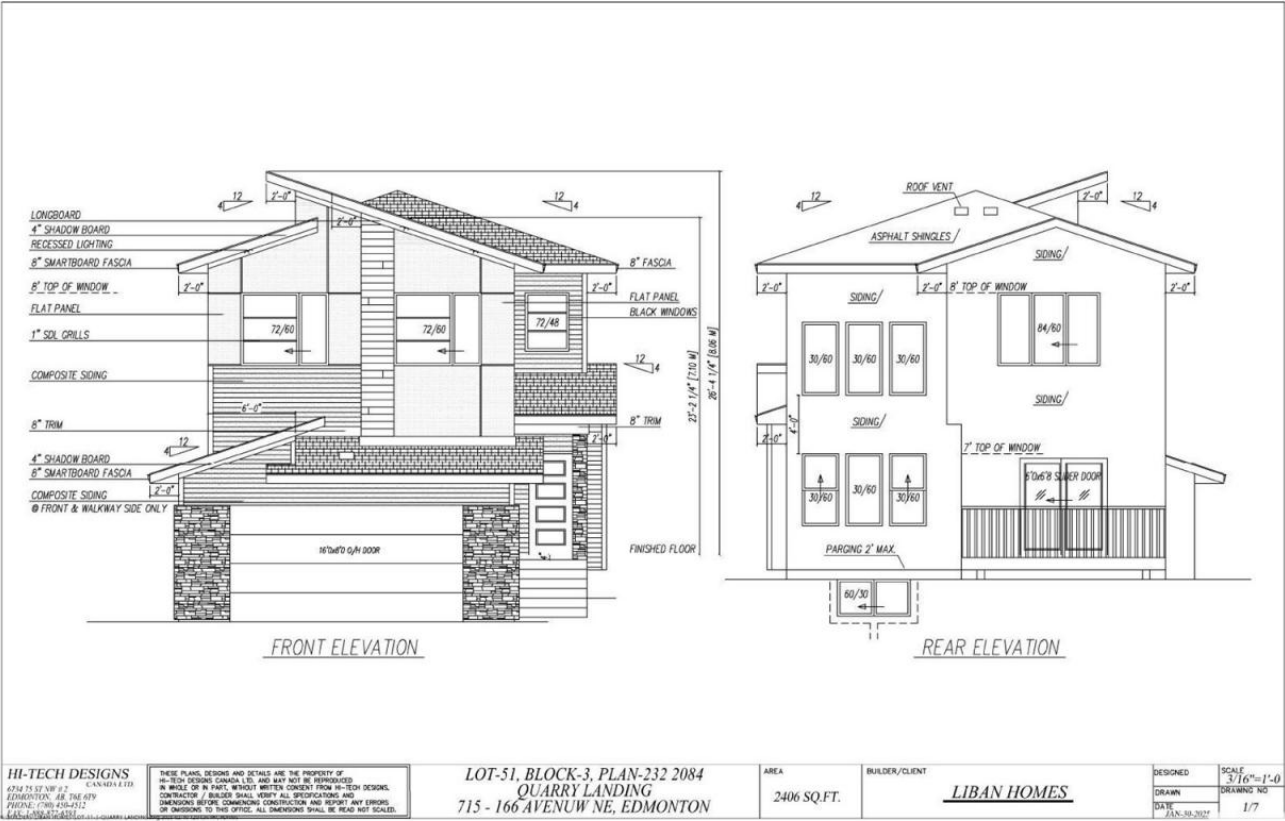 12
4
2'-0"
2'-0"
12
4
LONGBOARD
4" SHADOW BOARD
RECESSED LIGHTING
8" SMARTBOARD FASCIA
8' TOP OF WINDOW
FLAT PANEL
1" SDL GRILLS
COMPOSITE SIDING
8" TRIM
4" SHADOW BOARD
8" SMARTBOARD FASCIA
COMPOSITE SIDING
@ FRONT & WALKWAY SIDE ONLY
2'-0"
72/60
72/60
72/48
8" FASCIA
2'-0"
FLAT PANEL
BLACK WINDOWS
12
4
6'-0"
8" TRIM
2'-0"
12
4
2'-0"
16'0x8'0 O/H DOOR
FINISHED FLOOR
23'-2 1/4" [7.10 M]
26'-4 1/4" [8.06 M]
FRONT ELEVATION
12
4
ROOF VENT
ASPHALT SHINGLES
2'-0"
12
4
SIDING
2'-0"
2'-0"
8' TOP OF WINDOW
2'-0"
SIDING
84/60
30/60
30/60
30/60
SIDING
SIDING
4'-0"
2'-0"
7' TOP OF WINDOW
30/60
30/60
30/60
6'0x6'8 SLIDER DOOR
PARGING 2' MAX.
60/30
REAR ELEVATION
HI-TECH DESIGNS
CANADA LTD.
6734 75 ST NW # 2
EDMONTON, AB. T6E 6T9
PHONE: (780) 450-4512
THESE PLANS, DESIGNS AND DETAILS ARE THE PROPERTY OF
HI-TECH DESIGNS CANADA LTD. AND MAY NOT BE REPRODUCED
IN WHOLE OR IN PART, WITHOUT WRITTEN CONSENT FROM HI-TECH DESIGNS.
CONTRACTOR / BUILDER SHALL VERIFY ALL SPECIFICATIONS AND
DIMENSIONS BEFORE COMMENCING CONSTRUCTION AND REPORT ANY ERRORS
OR OMISSIONS TO THIS OFFICE. ALL DIMENSIONS SHALL BE READ NOT SCALED.
LOT-51, BLOCK-3, PLAN-232 2084
QUARRY LANDING
715 - 166 AVENUW NE, EDMONTON
AREA
2406 SQ.FT.
BUILDER/CLIENT
LIBAN HOMES
DESIGNED
DRAWN
DATE
JAN-30-2025
SCALE
3/16"=1'-0
DRAWING NO
1/7